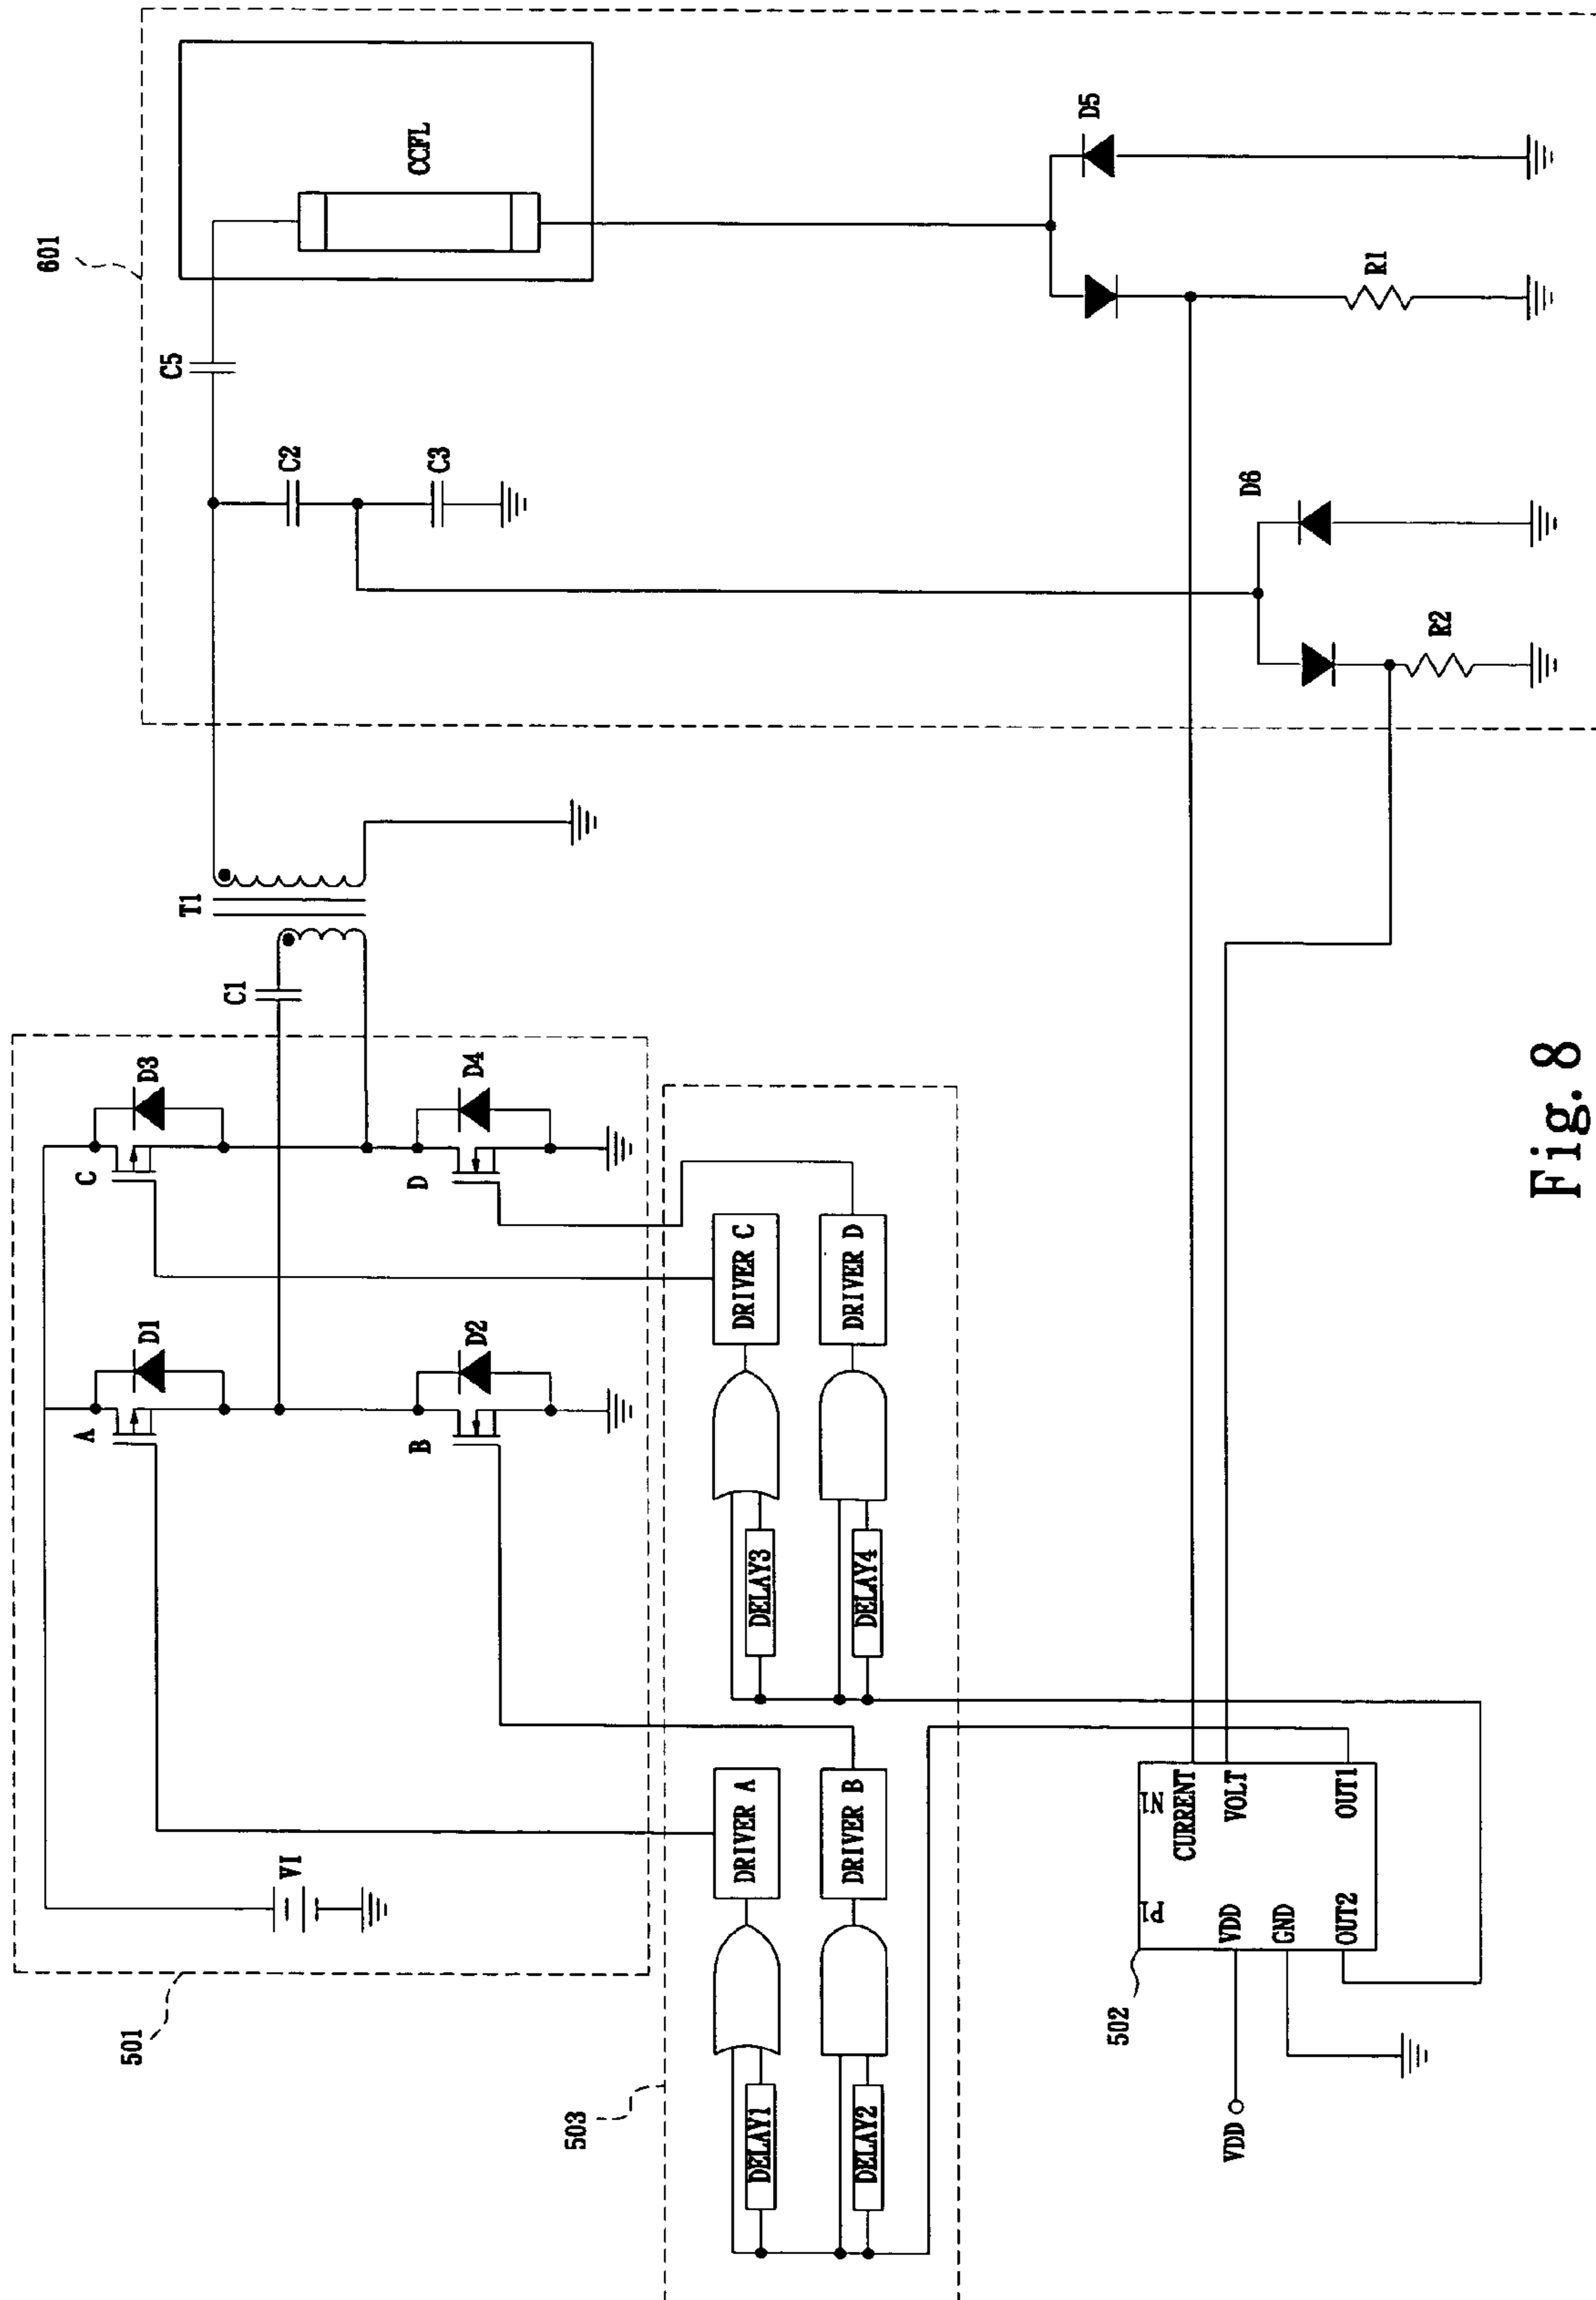 601
CCFL
C5
C2
C3
D5
R1
D6
R2
T1
C1
501
VI
A
D1
B
D2
C
D3
D
D4
503
DELAY1
DRIVER A
DELAY2
DRIVER B
DELAY3
DRIVER C
DELAY4
DRIVER D
502
P1
IN
CURRENT
VDD
VDD
VOLT
GND
OUT2
OUT1
Fig. 8